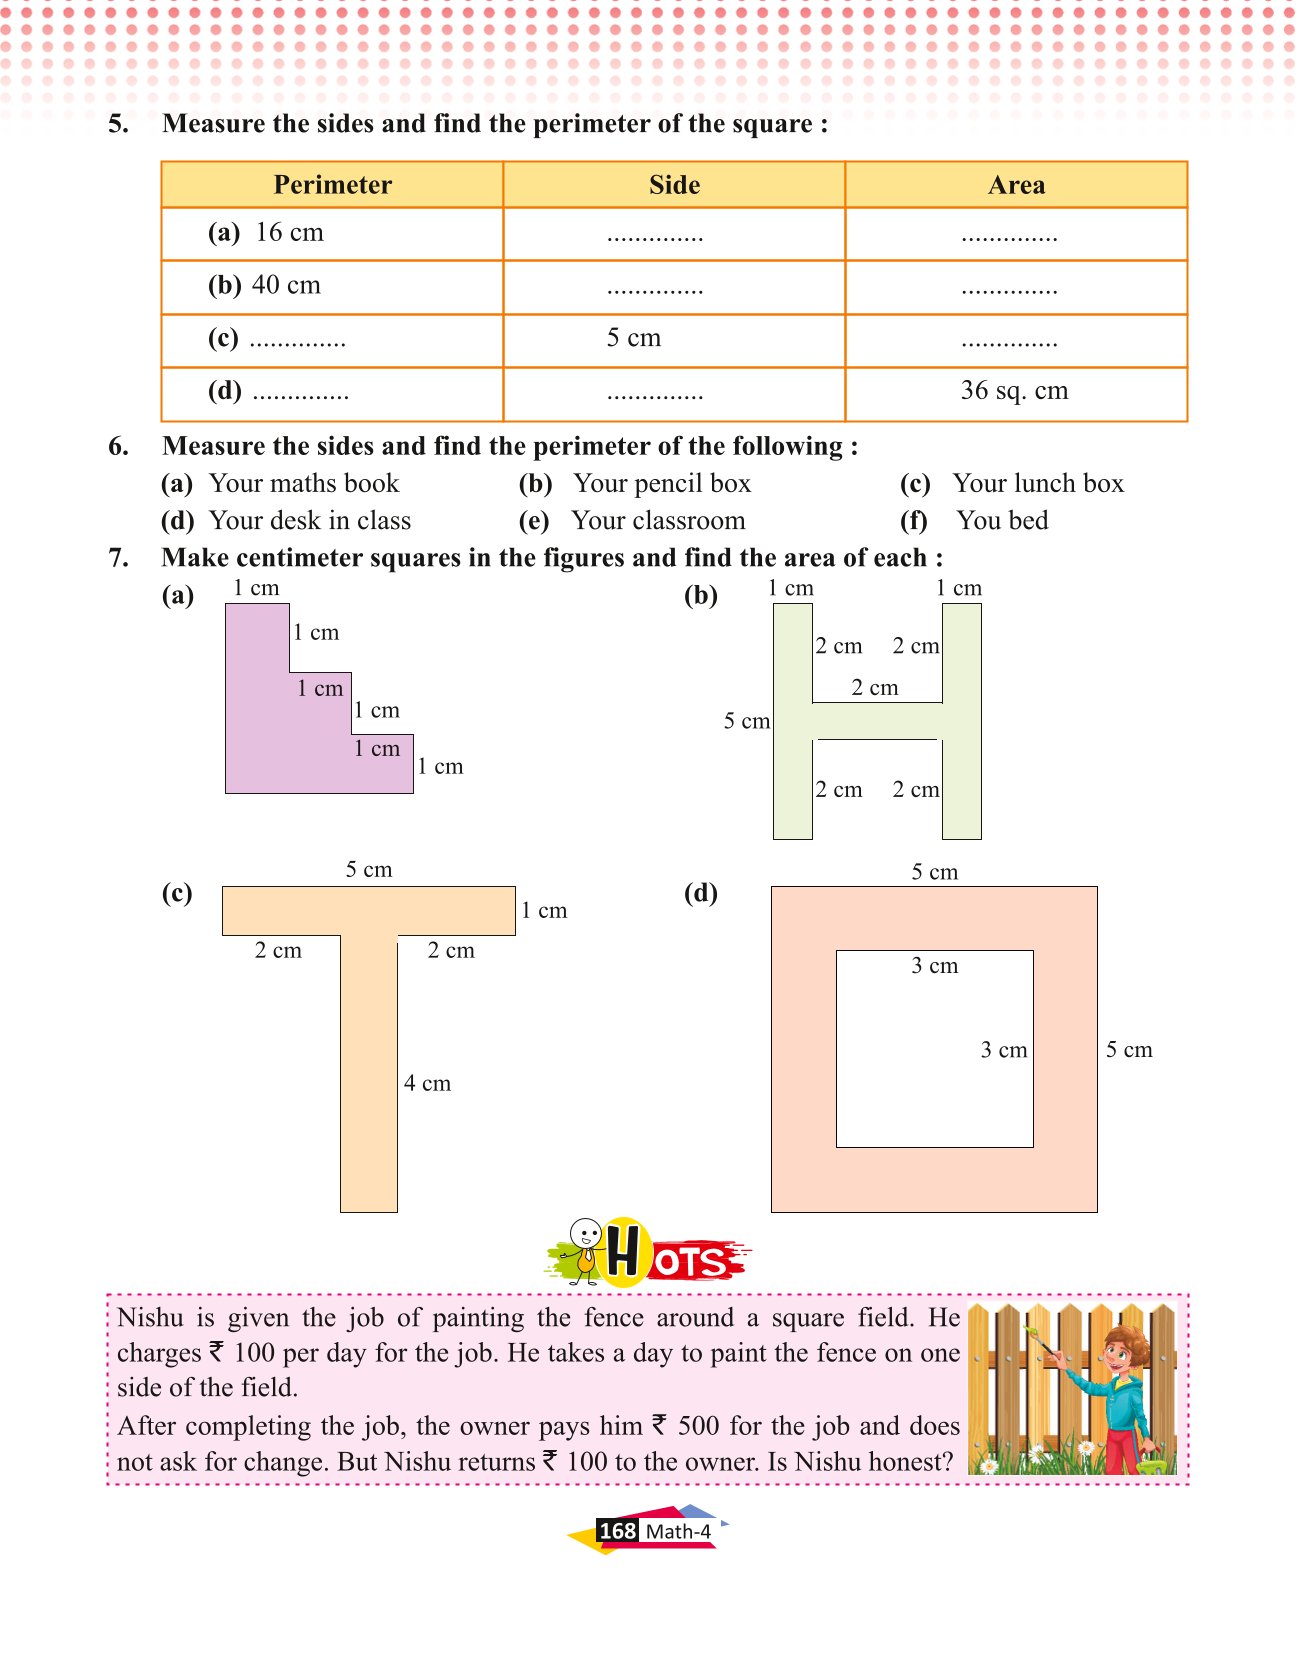 5. Measure the sides and find the perimeter of the square :
Perimeter Side Area
(a) 16 cm .............. ..............
(b) 40 cm .............. ..............
(c) .............. 5 cm ..............
(d) .............. .............. 36 sq. cm
6. Measure the sides and find the perimeter of the following :
(a) Your maths book (b) Your pencil box (c) Your lunch box
(d) Your desk in class (e) Your classroom (f) You bed
7. Make centimeter squares in the figures and find the area of each :
(a) 1 cm
1 cm
1 cm
1 cm
1 cm
1 cm
(b) 1 cm 1 cm
2 cm 2 cm
2 cm
5 cm
2 cm 2 cm
(c) 5 cm
1 cm
2 cm 2 cm
4 cm
(d) 5 cm
3 cm
3 cm 5 cm
HOTS
Nishu is given the job of painting the fence around a square field. He
charges ₹ 100 per day for the job. He takes a day to paint the fence on one
side of the field.
After completing the job, the owner pays him ₹ 500 for the job and does
not ask for change. But Nishu returns ₹ 100 to the owner. Is Nishu honest?
168 Math-4